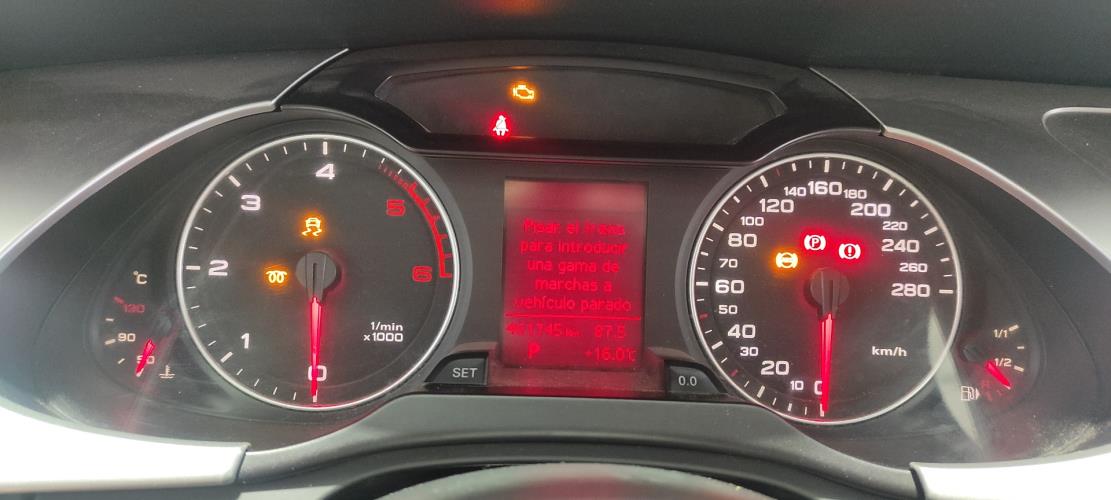 Pisar el freno
para introducir
una gama de
marchas a
vehículo parado
461745 km 87.5
P +16.0°C
SET
0.0
0
1
2
3
4
5
6
1/min
x1000
°C
130
90
50
0
10
20
30
40
50
60
70
80
100
120
140
160
180
200
220
240
260
280
km/h
P
1/1
1/2
R